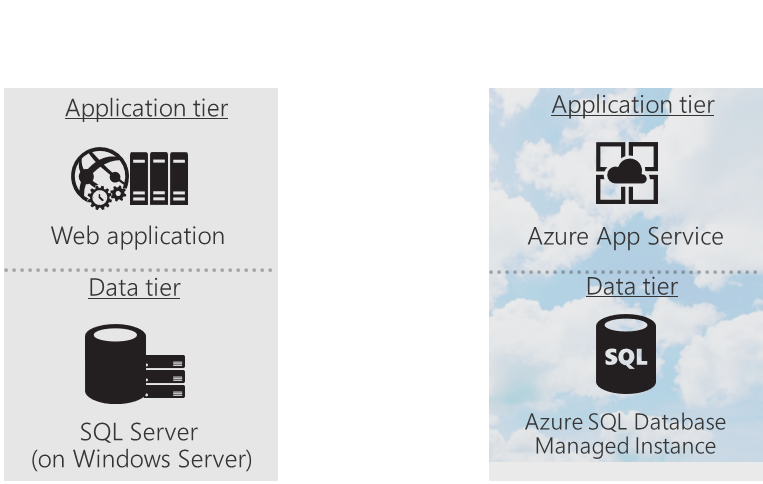 Application tier
Web application
Data tier
SQL Server
(on Windows Server)
Application tier
Azure App Service
Data tier
SQL
Azure SQL Database
Managed Instance